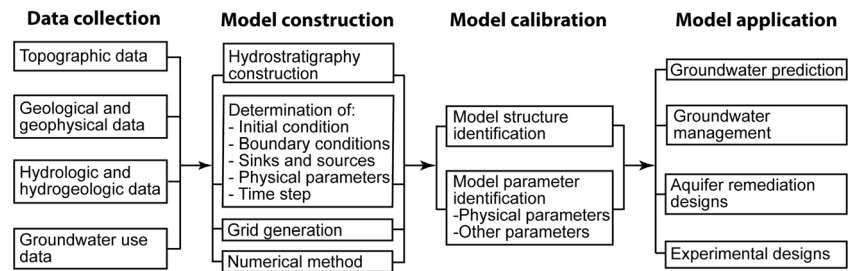 Data collection
Topographic data
Geological and
geophysical data
Hydrologic and
hydrogeologic data
Groundwater use
data
Model construction
Hydrostratigraphy
construction
Determination of:
- Initial condition
- Boundary conditions
- Sinks and sources
- Physical parameters
- Time step
Grid generation
Numerical method
Model calibration
Model structure
identification
Model parameter
identification
-Physical parameters
-Other parameters
Model application
Groundwater prediction
Groundwater
management
Aquifer remediation
designs
Experimental designs